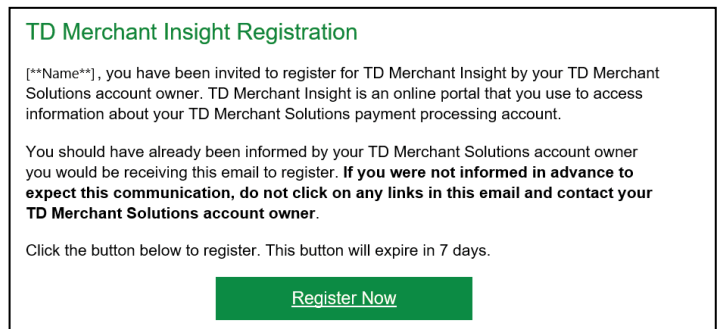 TD Merchant Insight Registration
[**Name**], you have been invited to register for TD Merchant Insight by your TD Merchant
Solutions account owner. TD Merchant Insight is an online portal that you use to access
information about your TD Merchant Solutions payment processing account.
You should have already been informed by your TD Merchant Solutions account owner
you would be receiving this email to register. If you were not informed in advance to
expect this communication, do not click on any links in this email and contact your
TD Merchant Solutions account owner.
Click the button below to register. This button will expire in 7 days.
Register Now